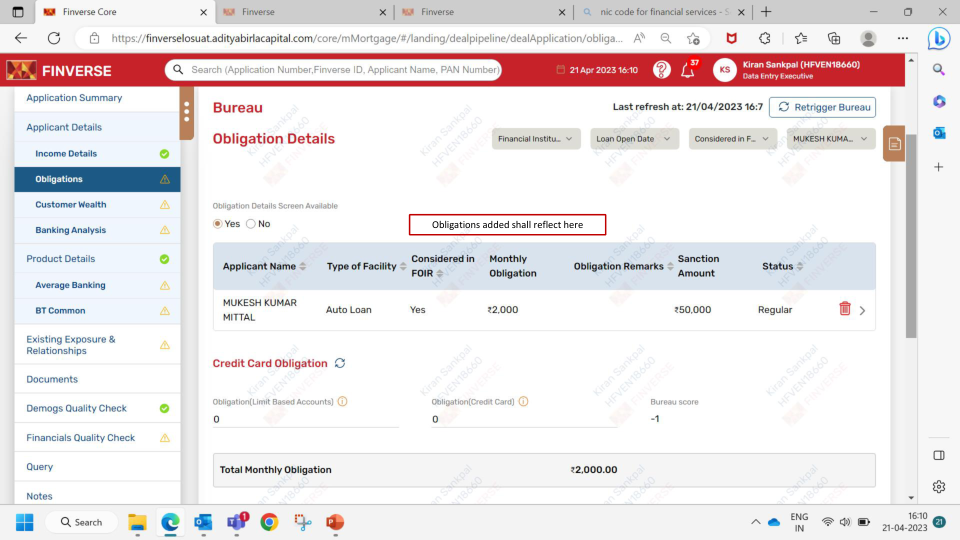 Finverse Core
Finverse
Finverse
nic code for financial services - S
https://finverselosuat.adityabirlacapital.com/core/mMortgage/#/landing/dealpipeline/dealApplication/obliga...
FINVERSE
Search (Application Number,Finverse ID, Applicant Name, PAN Number)
21 Apr 2023 16:10
37
KS
Kiran Sankpal (HFVEN18660)
Data Entry Executive
Application Summary
Applicant Details
Income Details
Obligations
Customer Wealth
Banking Analysis
Product Details
Average Banking
BT Common
Existing Exposure &
Relationships
Documents
Demogs Quality Check
Financials Quality Check
Query
Notes
Bureau
Last refresh at: 21/04/2023 16:7
Retrigger Bureau
Obligation Details
Financial Institu...
Loan Open Date
Considered in F...
MUKESH KUMA...
Obligation Details Screen Available
Yes No
Obligations added shall reflect here
Applicant Name
Type of Facility
Considered in
FOIR
Monthly
Obligation
Obligation Remarks
Sanction
Amount
Status
MUKESH KUMAR
MITTAL
Auto Loan
Yes
₹2,000
₹50,000
Regular
Credit Card Obligation
Obligation(Limit Based Accounts)
0
Obligation(Credit Card)
0
Bureau score
-1
Total Monthly Obligation
₹2,000.00
Kiran Sankpal
HFVEN18660
FINVERSE
Search
1
ENG
IN
16:10
21-04-2023
21